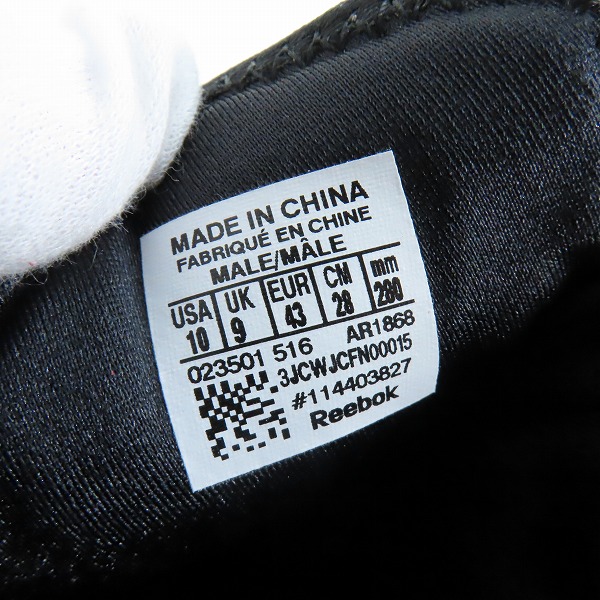 MADE IN CHINA
FABRIQUÉ EN CHINE
MALE/MÂLE
USA UK EUR CM mm
10 9 43 28 280
023501 516 AR1868
3JCWJCFN00015
#114403827
Reebok